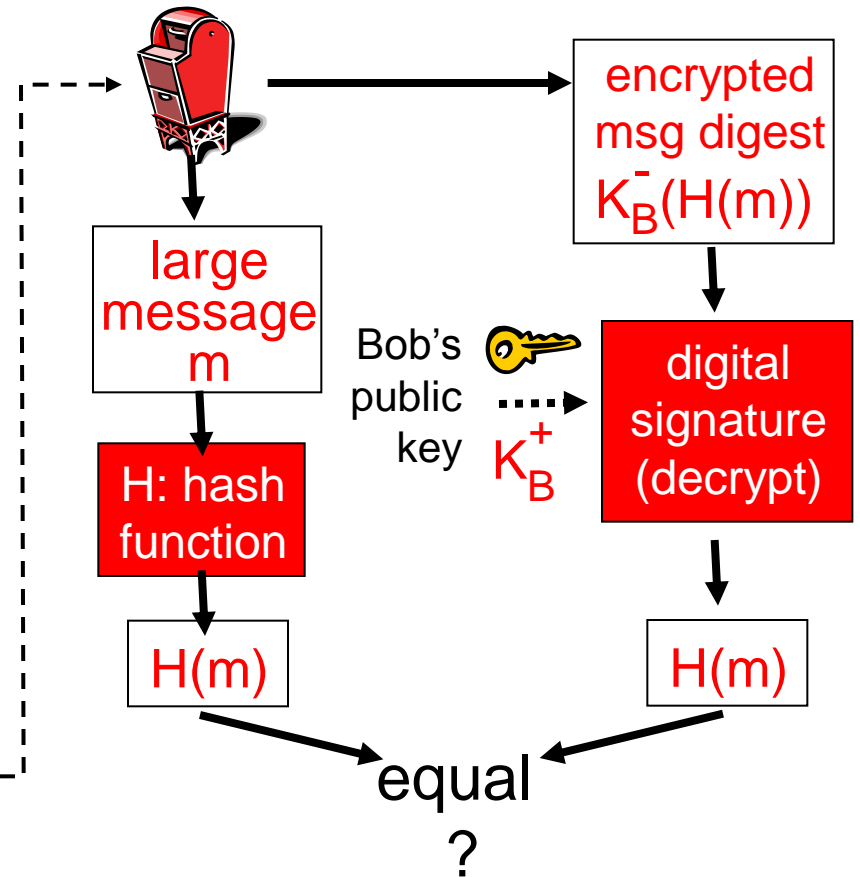 encrypted
msg digest
K_B^-(H(m))
large
message
m
Bob's
public
key
K_B^+
digital
signature
(decrypt)
H: hash
function
H(m)
H(m)
equal
?